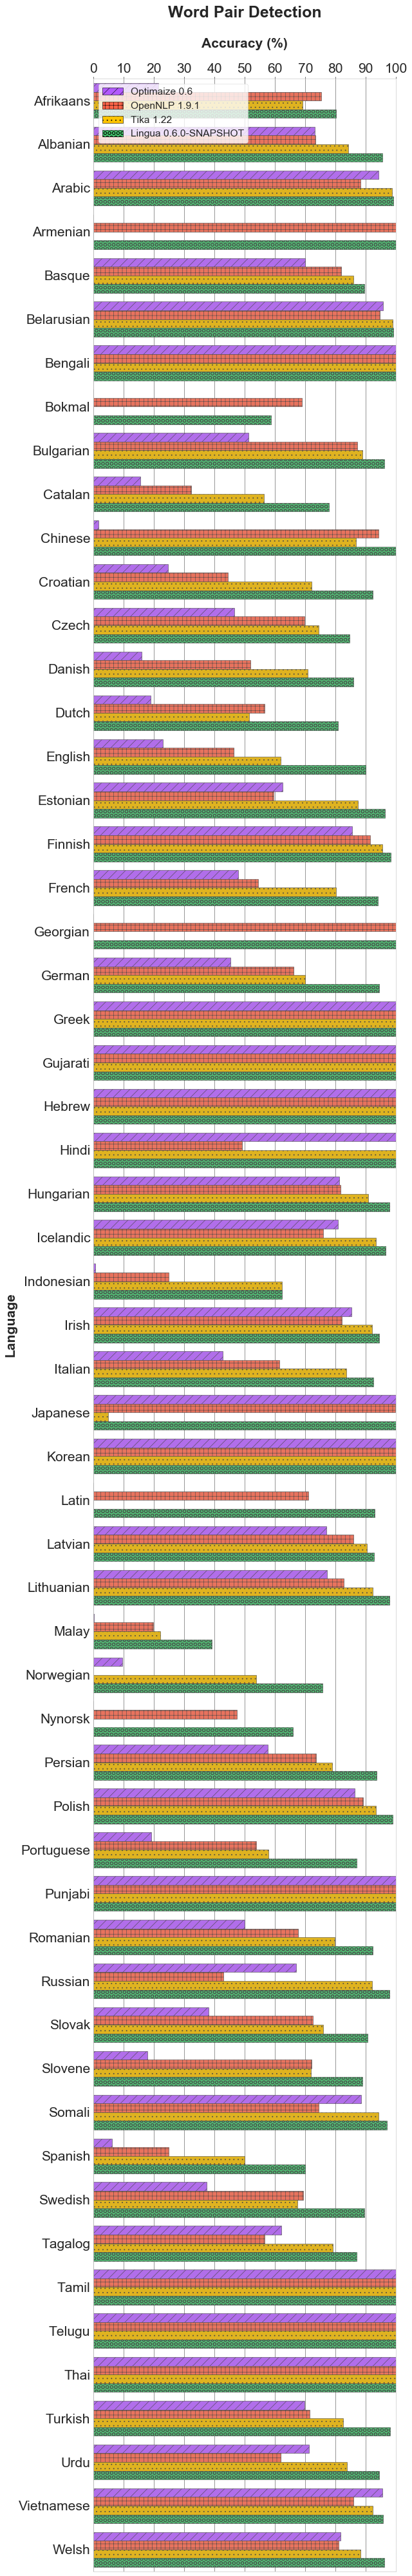 Word Pair Detection
Accuracy (%)
0 10 20 30 40 50 60 70 80 90 100
Optimaize 0.6
OpenNLP 1.9.1
Tika 1.22
Lingua 0.6.0-SNAPSHOT
Language
Afrikaans
Albanian
Arabic
Armenian
Basque
Belarusian
Bengali
Bokmal
Bulgarian
Catalan
Chinese
Croatian
Czech
Danish
Dutch
English
Estonian
Finnish
French
Georgian
German
Greek
Gujarati
Hebrew
Hindi
Hungarian
Icelandic
Indonesian
Irish
Italian
Japanese
Korean
Latin
Latvian
Lithuanian
Malay
Norwegian
Nynorsk
Persian
Polish
Portuguese
Punjabi
Romanian
Russian
Slovak
Slovene
Somali
Spanish
Swedish
Tagalog
Tamil
Telugu
Thai
Turkish
Urdu
Vietnamese
Welsh